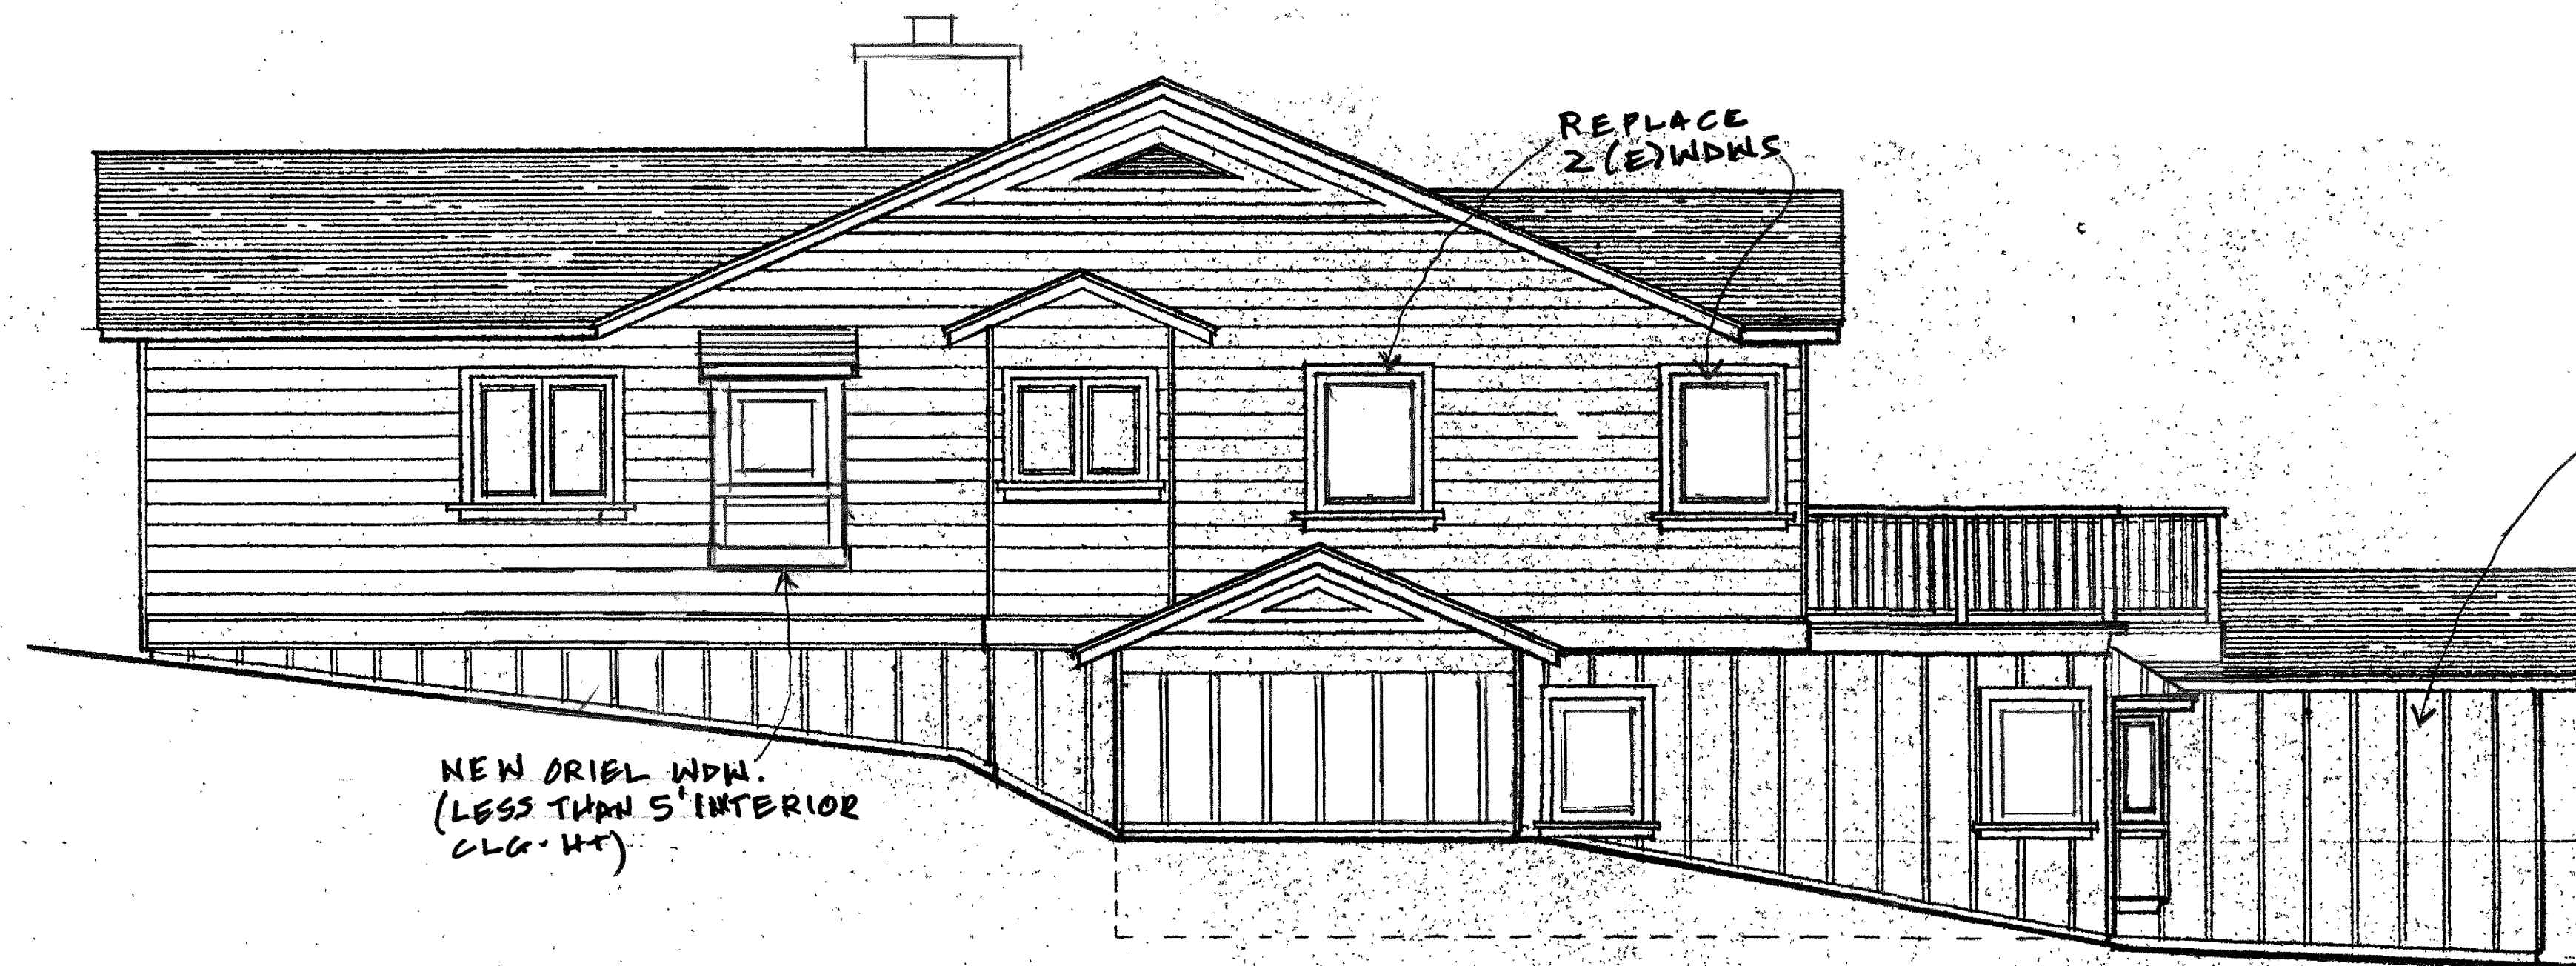 REPLACE
2 (E) WDWS
NEW ORIEL WDW.
(LESS THAN 5' INTERIOR
CLG. HT)